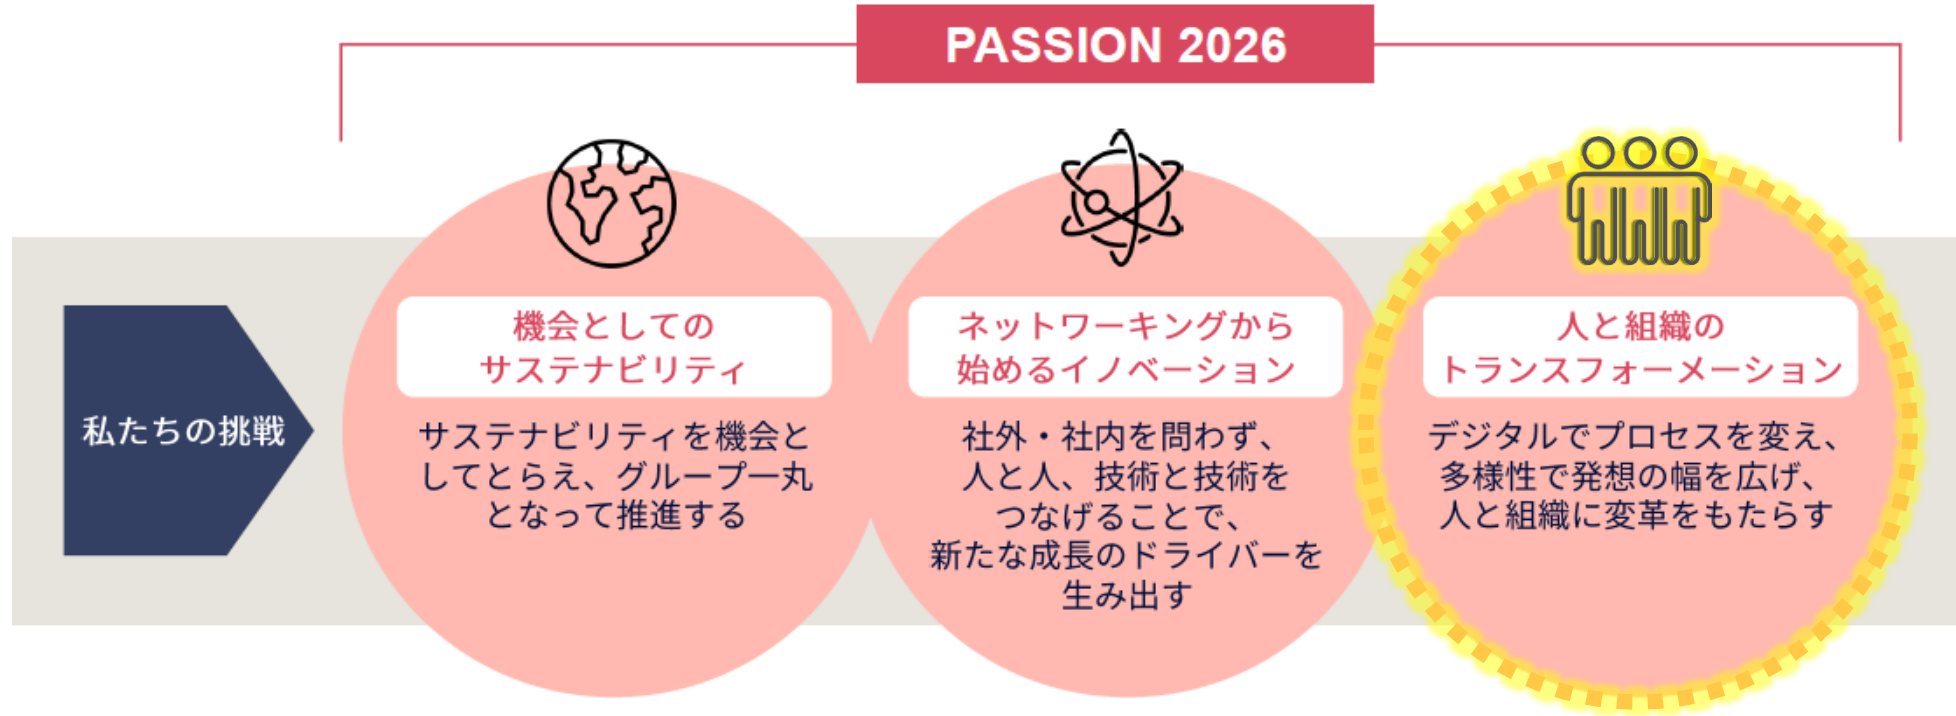 PASSION 2026
私たちの挑戦
機会としての
サステナビリティ
サステナビリティを機会と
してとらえ、グループ一丸
となって推進する
ネットワーキングから
始めるイノベーション
社外・社内を問わず、
人と人、技術と技術を
つなげることで、
新たな成長のドライバーを
生み出す
人と組織の
トランスフォーメーション
デジタルでプロセスを変え、
多様性で発想の幅を広げ、
人と組織に変革をもたらす